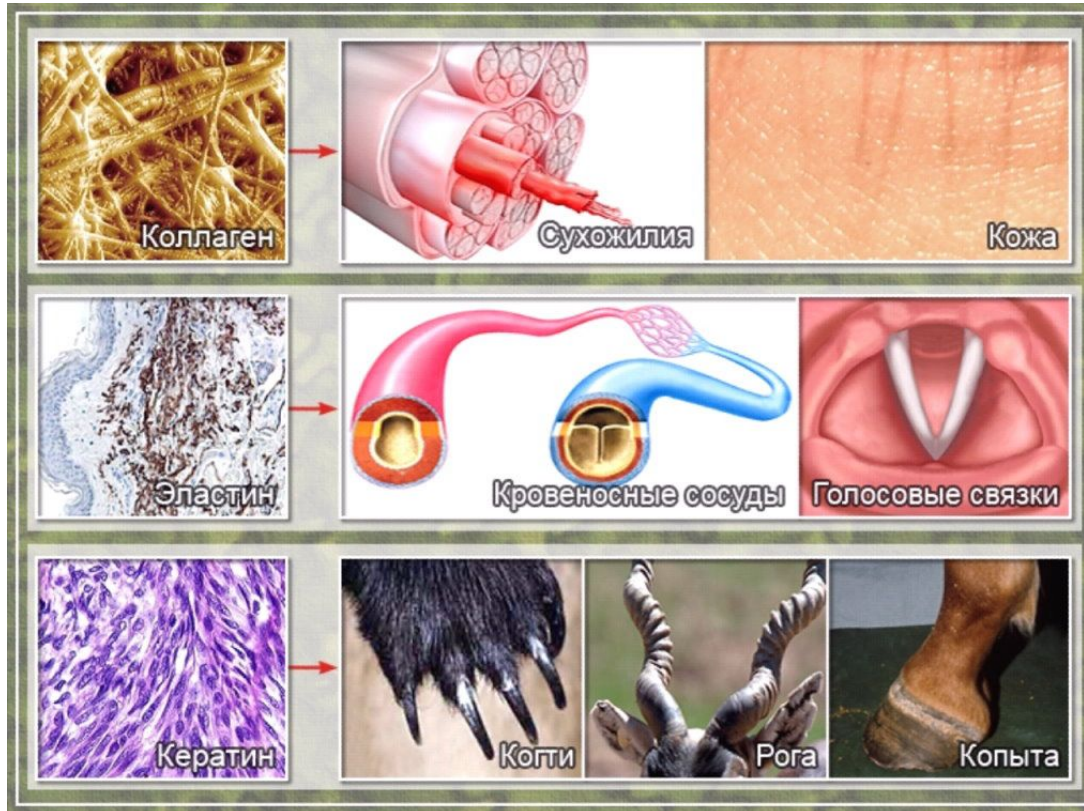 Коллаген
Сухожилия
Кожа
Эластин
Кровеносные сосуды
Голосовые связки
Кератин
Когти
Рога
Копыта